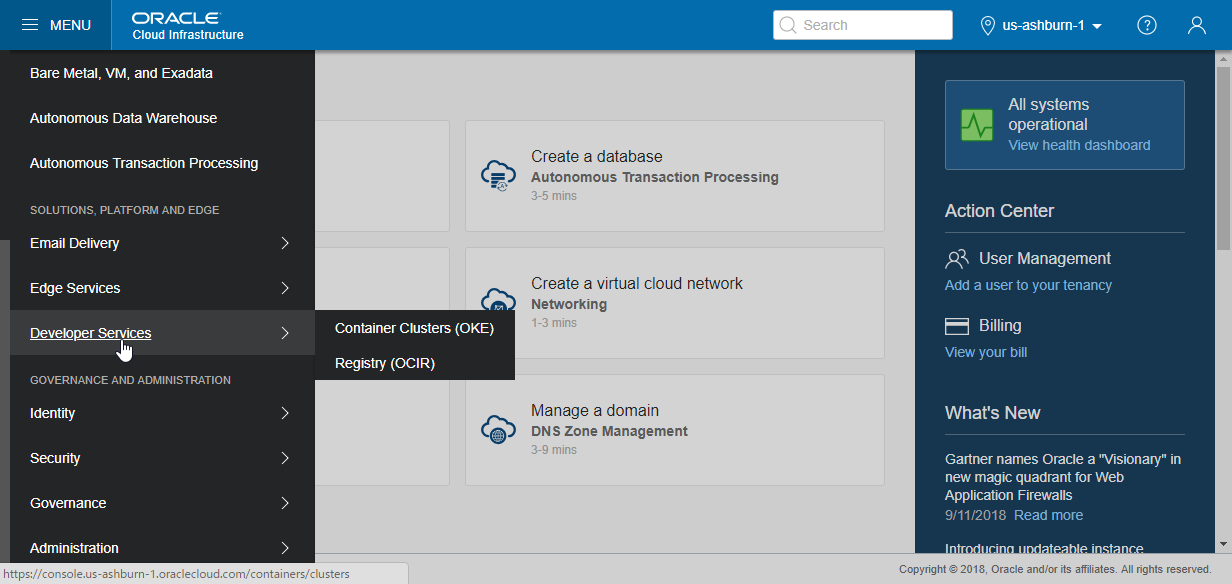 MENU
ORACLE
Cloud Infrastructure
Search
us-ashburn-1
Bare Metal, VM, and Exadata
Autonomous Data Warehouse
Autonomous Transaction Processing
SOLUTIONS, PLATFORM AND EDGE
Email Delivery
Edge Services
Developer Services
Container Clusters (OKE)
Registry (OCIR)
GOVERNANCE AND ADMINISTRATION
Identity
Security
Governance
Administration
https://console.us-ashburn-1.oraclecloud.com/containers/clusters
Create a database
Autonomous Transaction Processing
3-5 mins
Create a virtual cloud network
Networking
1-3 mins
Manage a domain
DNS Zone Management
3-9 mins
All systems
operational
View health dashboard
Action Center
User Management
Add a user to your tenancy
Billing
View your bill
What's New
Gartner names Oracle a "Visionary" in
new magic quadrant for Web
Application Firewalls
9/11/2018 Read more
Introducing updateable instance
Copyright © 2018, Oracle and/or its affiliates. All rights reserved.